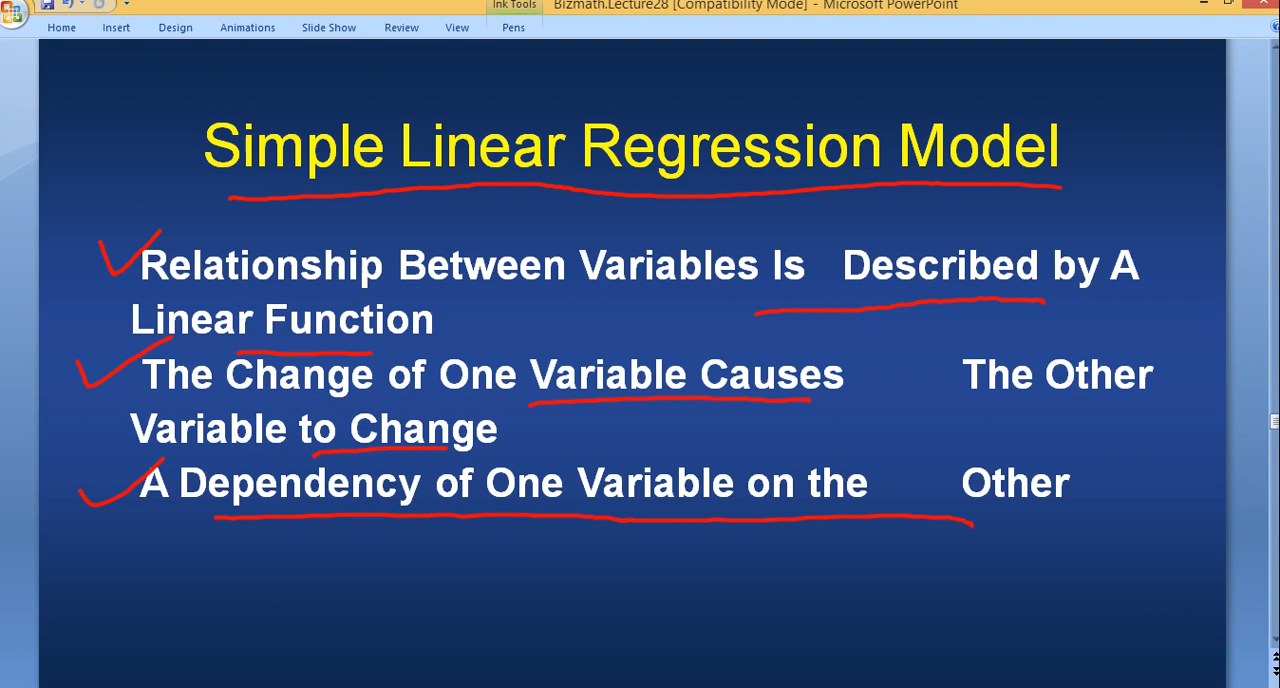 Ink Tools
Bizmath.Lecture28 [Compatibility Mode] - Microsoft PowerPoint
Home Insert Design Animations Slide Show Review View Pens
Simple Linear Regression Model
Relationship Between Variables Is Described by A
Linear Function
The Change of One Variable Causes The Other
Variable to Change
A Dependency of One Variable on the Other